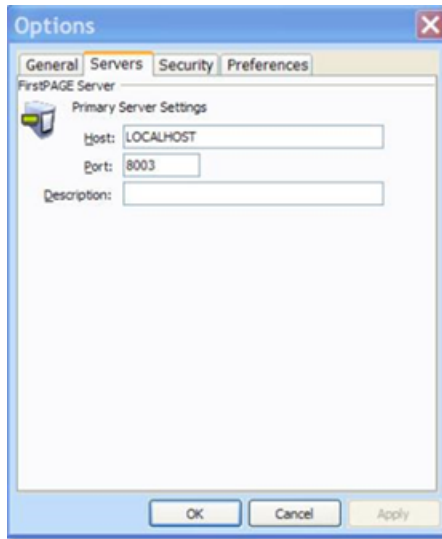 Options
General Servers Security Preferences
FirstPAGE Server
Primary Server Settings
Host: LOCALHOST
Port: 8003
Description:
OK Cancel Apply